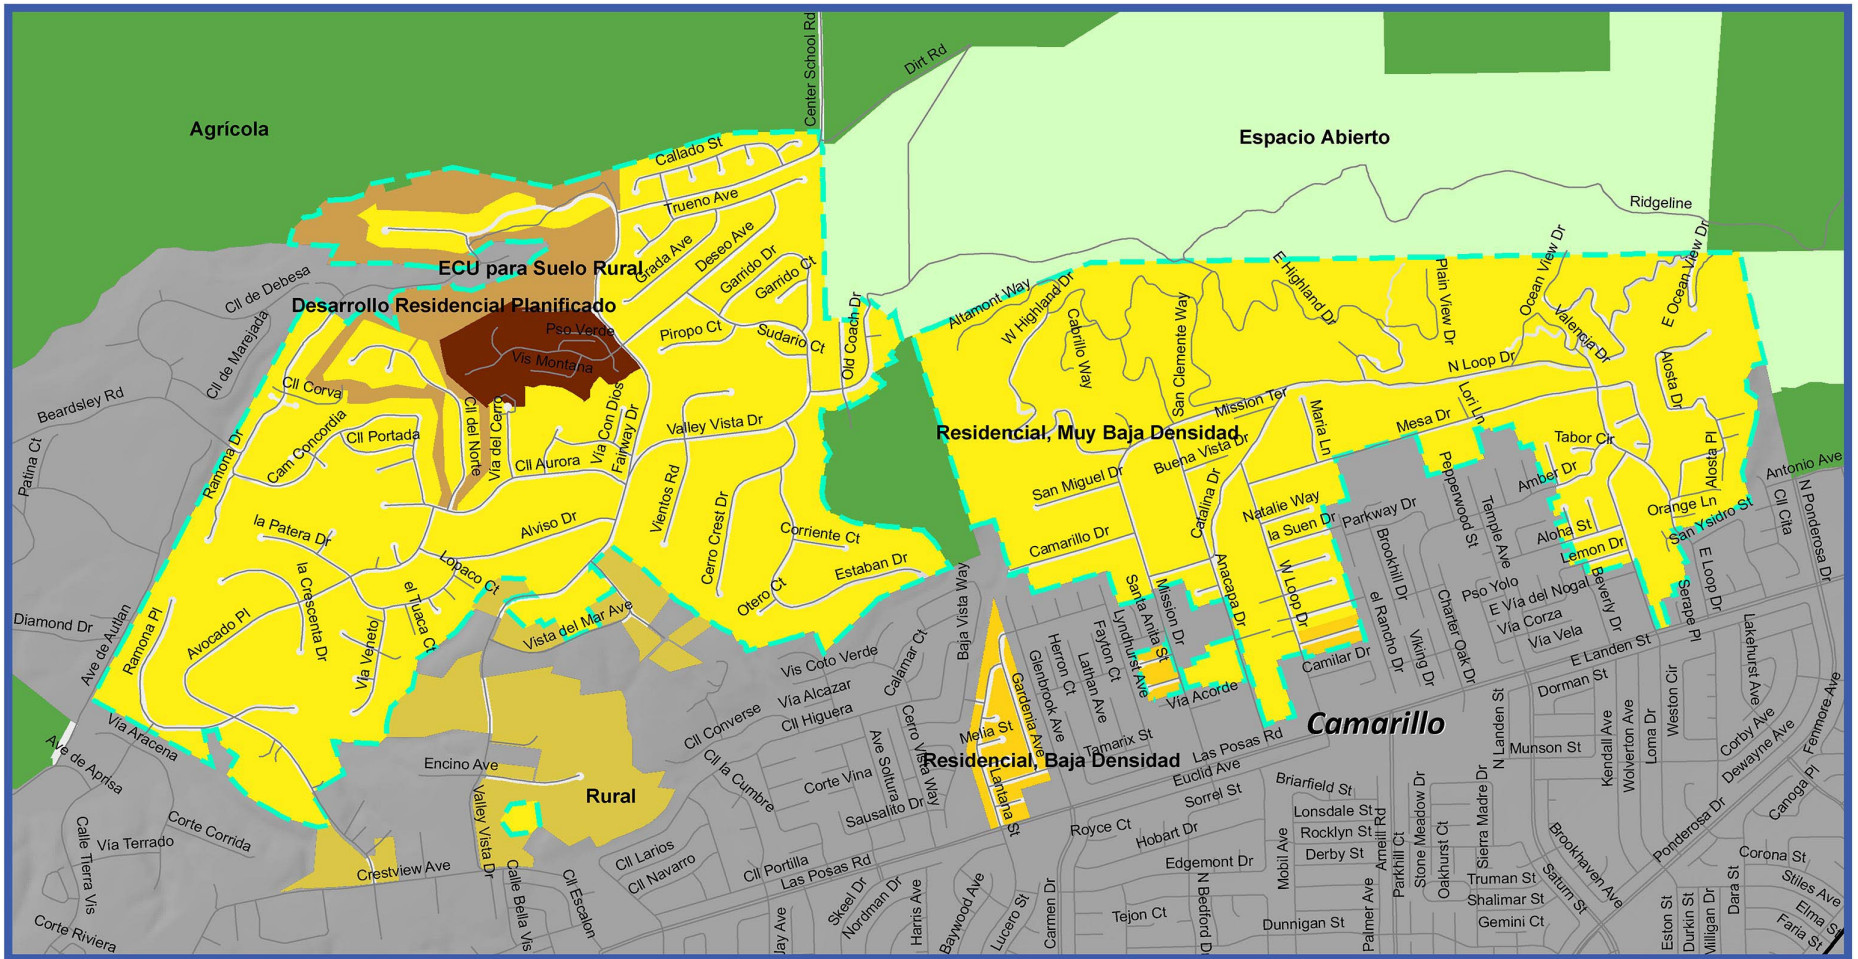 Center School Rd
Dirt Rd
Agrícola
Espacio Abierto
Callado St
Trueno Ave
Ridgeline
Grada Ave
Deseo Ave
Garrido Dr
Garrido Ct
ECU para Suelo Rural
Desarrollo Residencial Planificado
Cll de Debesa
Cll de Marejada
Pso Verde
Vis Montana
Piropo Ct
Sudario Ct
Old Coach Dr
Altamont Way
W Highland Dr
Cabrillo Way
San Clemente Way
E Highland Dr
Plain View Dr
Ocean View Dr
Valencia Dr
E Ocean View Dr
Alosta Dr
N Loop Dr
Lori Ln
Mission Ter
Maria Ln
Mesa Dr
Beardsley Rd
Patina Ct
Cll Corva
Cam Concordia
Cll Portada
Cll del Norte
Vía del Cerro
Cll Aurora
Vía Con Dios
Fairway Dr
Valley Vista Dr
Ramona Dr
Vientos Rd
Cerro Crest Dr
Residencial, Muy Baja Densidad
Buena Vista Dr
San Miguel Dr
Catalina Dr
Natalie Way
la Suen Dr
Parkway Dr
Pepperwood St
Temple Ave
Tabor Cir
Amber Dr
Alosta Pl
Orange Ln
San Ysidro St
Antonio Ave
Cll Cita
N Ponderosa Dr
la Patera Dr
Alviso Dr
Corriente Ct
Estaban Dr
Otero Ct
Lopaco Ct
el Tuaca Ct
la Crescenta Dr
Avocado Pl
Ramona Pl
Vía Veneto
Vista del Mar Ave
Camarillo Dr
Anacapa Dr
W Loop Dr
Brookhill Dr
el Rancho Dr
Aloha St
Lemon Dr
Pso Yolo
E Vía del Nogal
Vía Corza
Vía Vela
Beverly Dr
Serape Pl
E Loop Dr
Diamond Dr
Ave de Autlan
Vía Aracena
Ave de Aprisa
Baja Vista Way
Vis Coto Verde
Calamar Ct
Vía Alcazar
Cll Higuera
Cll Converse
Cll la Cumbre
Herron Ct
Glenbrook Ave
Lathan Ave
Fayton Ct
Lyndhurst Ave
Santa Anita St
Mission Dr
Vía Acorde
Camilar Dr
Viking Dr
Charter Oak Dr
E Landen St
Dorman St
N Landen St
Lakehurst Ave
Weston Cir
Camarillo
Gardenia Ave
Melia St
Tamarix St
Las Posas Rd
Residencial, Baja Densidad
Euclid Ave
Lantana St
Munson St
Kendall Ave
Wolverton Ave
Loma Dr
Corby Ave
Dewayne Ave
Fenmore Ave
Canoga Pl
Encino Ave
Rural
Ave Soltura
Cerro Vista Way
Corte Vina
Sausalito Dr
Sorrel St
Briarfield St
Lonsdale St
Rocklyn St
Derby St
Arneill Rd
Parkhill Ct
Stone Meadow Dr
Oakhurst Ct
Sierra Madre Dr
Truman St
Shalimar St
Gemini Ct
Brookhaven Ave
Saturn St
Ponderosa Dr
Corona St
Stiles Ave
Elma St
Faria St
Dara St
Calle Tierra Vis
Vía Terrado
Corte Corrida
Corte Riviera
Crestview Ave
Valley Vista Dr
Calle Bella Vis
Cll Escalon
Cll Larios
Cll Navarro
Cll Portilla
Las Posas Rd
Royce Ct
Hobart Dr
Edgemont Dr
Mobil Ave
Skeel Dr
Nordman Dr
Harris Ave
Baywood Ave
Lucero St
Carmen Dr
Tejon Ct
N Bedford D
Dunnigan St
Palmer Ave
Eston St
Durkin St
Milligan Dr
Jay Ave